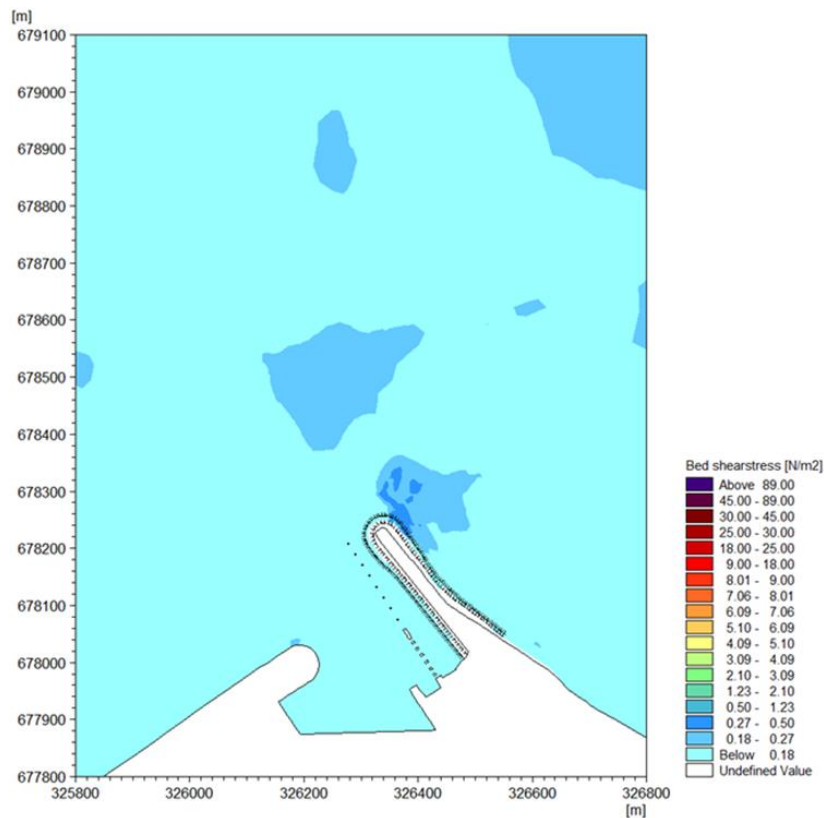 [m]
679100
679000
678900
678800
678700
678600
678500
678400
678300
678200
678100
678000
677900
677800
325800 326000 326200 326400 326600 326800
[m]
Bed shearstress [N/m2]
Above 89.00
45.00 - 89.00
30.00 - 45.00
25.00 - 30.00
18.00 - 25.00
9.00 - 18.00
8.01 - 9.00
7.06 - 8.01
6.09 - 7.06
5.10 - 6.09
4.09 - 5.10
3.09 - 4.09
2.10 - 3.09
1.23 - 2.10
0.50 - 1.23
0.27 - 0.50
0.18 - 0.27
Below 0.18
Undefined Value